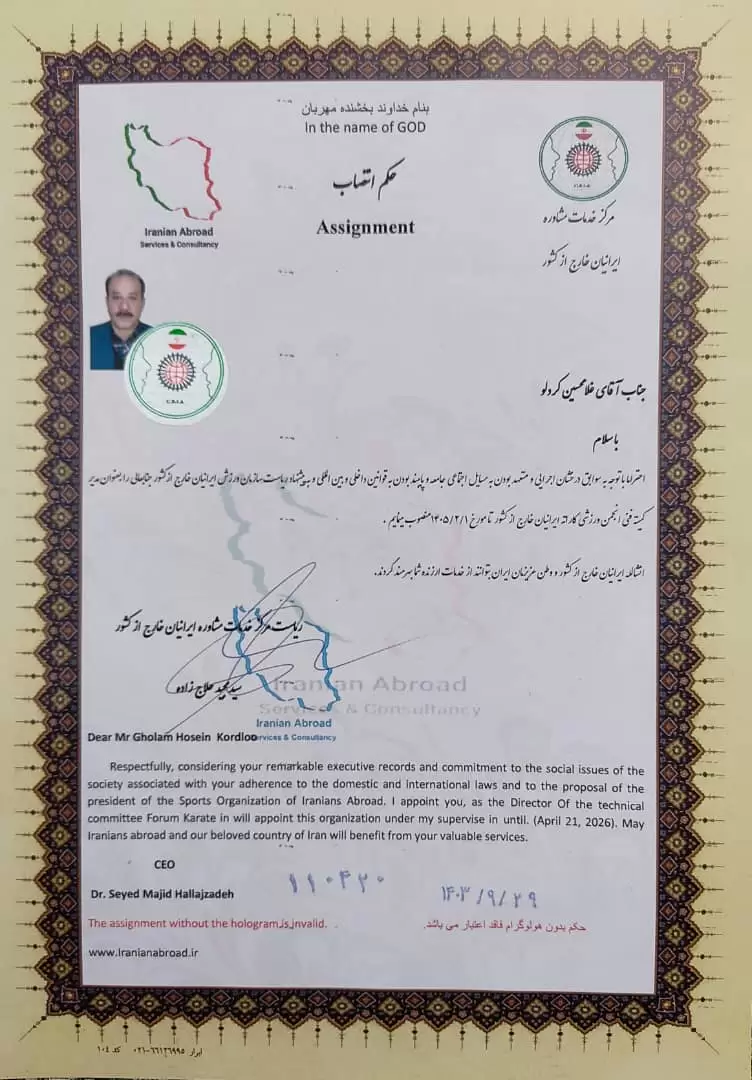 بنام خداوند بخشنده مهربان
In the name of GOD
حکم انتصاب
Assignment
Iranian Abroad
Services & Consultancy
C.R.I.A
مرکز خدمات مشاوره
ایرانیان خارج از کشور
C.R.I.A
جناب آقای غلامحسین کردلو
باسلام
احتراما با توجه به سوابق درخشان اجرایی و متعهد بودن به مسایل اجتماعی جامعه و پایبند بودن به قوانین داخلی و بین المللی و به پیشنهاد ریاست سازمان ورزش ایرانیان خارج از کشور جنابعالی را بعنوان مدیر
کمیته فنی انجمن ورزشی کاراته ایرانیان خارج از کشور تا مورخ ۱۴۰۵/۲/۱ منصوب مینمایم .
انشالله ایرانیان خارج از کشور و وطن عزیزمان ایران بتوانند از خدمات ارزنده شما بهره مند گردند.
ریاست مرکز خدمات مشاوره ایرانیان خارج از کشور
سید مجید حلاج زاده
Iranian Abroad
Services & Consultancy
Iranian Abroad
Services & Consultancy
Dear Mr Gholam Hosein Kordloo
Respectfully, considering your remarkable executive records and commitment to the social issues of the
society associated with your adherence to the domestic and international laws and to the proposal of the
president of the Sports Organization of Iranians Abroad. I appoint you, as the Director Of the technical
committee Forum Karate in will appoint this organization under my supervise in until. (April 21, 2026). May
Iranians abroad and our beloved country of Iran will benefit from your valuable services.
CEO
Dr. Seyed Majid Hallajzadeh
۱۱۰۴۲۰
۱۴۰۳/۹/۲۹
The assignment without the hologram is invalid.
حکم بدون هولوگرام فاقد اعتبار می باشد.
www.Iranianabroad.ir
ابرار ۶۶۱۲۶۹۹۵-۰۲۱ کد ۱۰۴